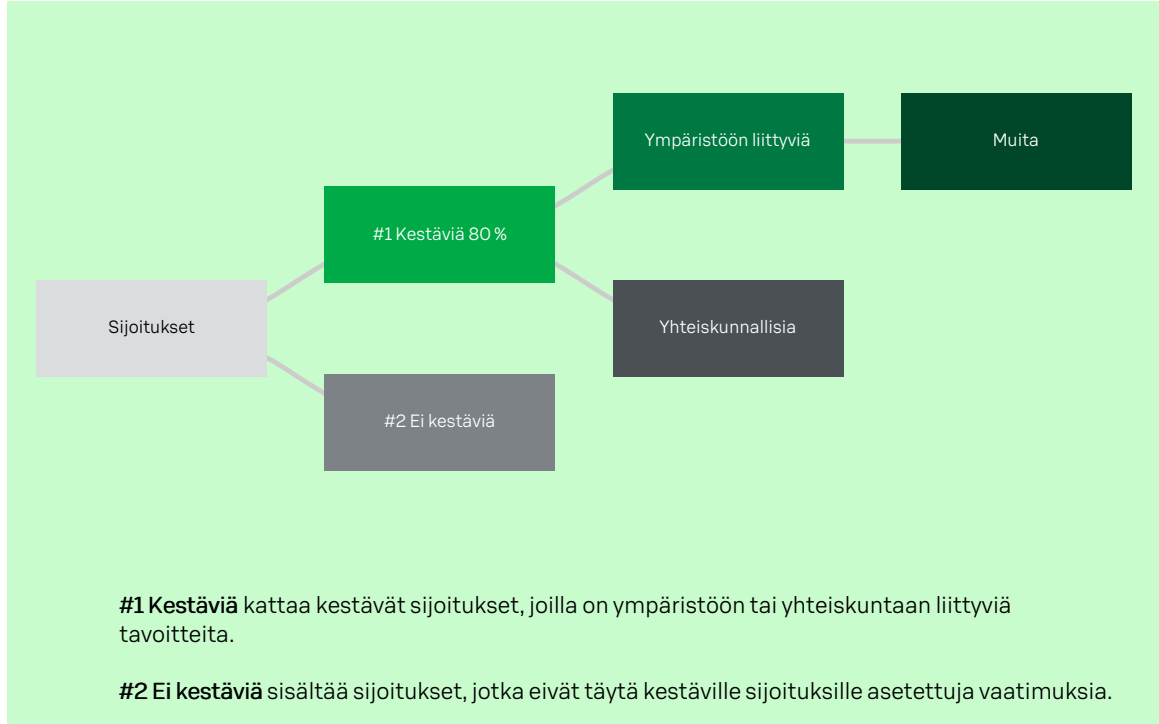 Ympäristöön liittyviä
Muita
#1 Kestäviä 80 %
Sijoitukset
Yhteiskunnallisia
#2 Ei kestäviä
#1 Kestäviä kattaa kestävät sijoitukset, joilla on ympäristöön tai yhteiskuntaan liittyviä
tavoitteita.
#2 Ei kestäviä sisältää sijoitukset, jotka eivät täytä kestäville sijoituksille asetettuja vaatimuksia.